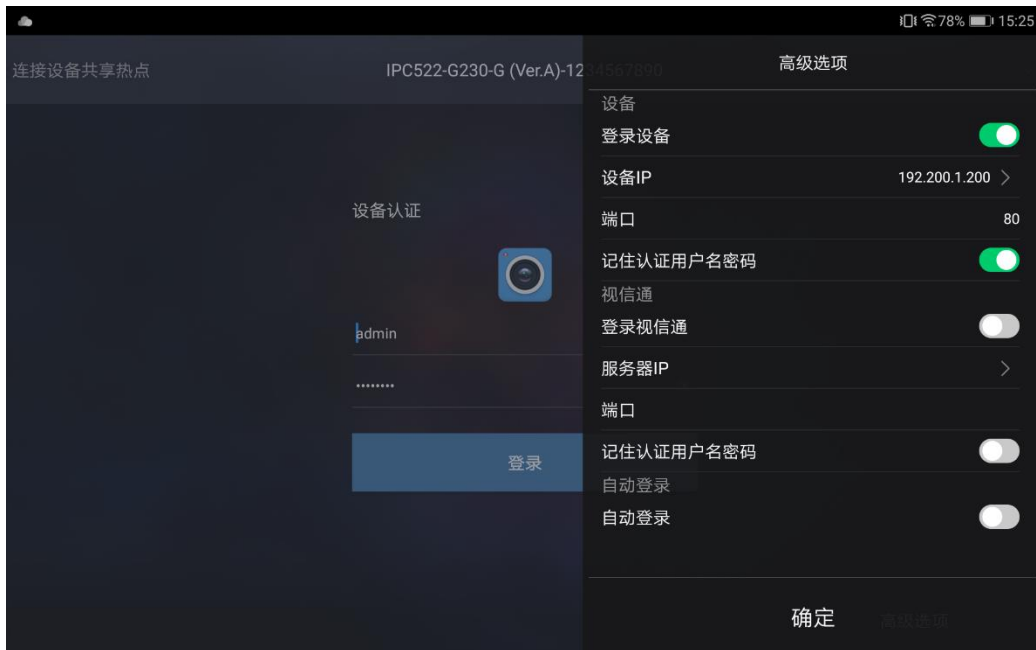 78% 15:25
连接设备共享热点
IPC522-G230-G (Ver.A)-1234567890
设备认证
admin
••••••••
登录
高级选项
设备
登录设备
设备IP 192.200.1.200
端口 80
记住认证用户名密码
视信通
登录视信通
服务器IP
端口
记住认证用户名密码
自动登录
自动登录
确定
高级选项